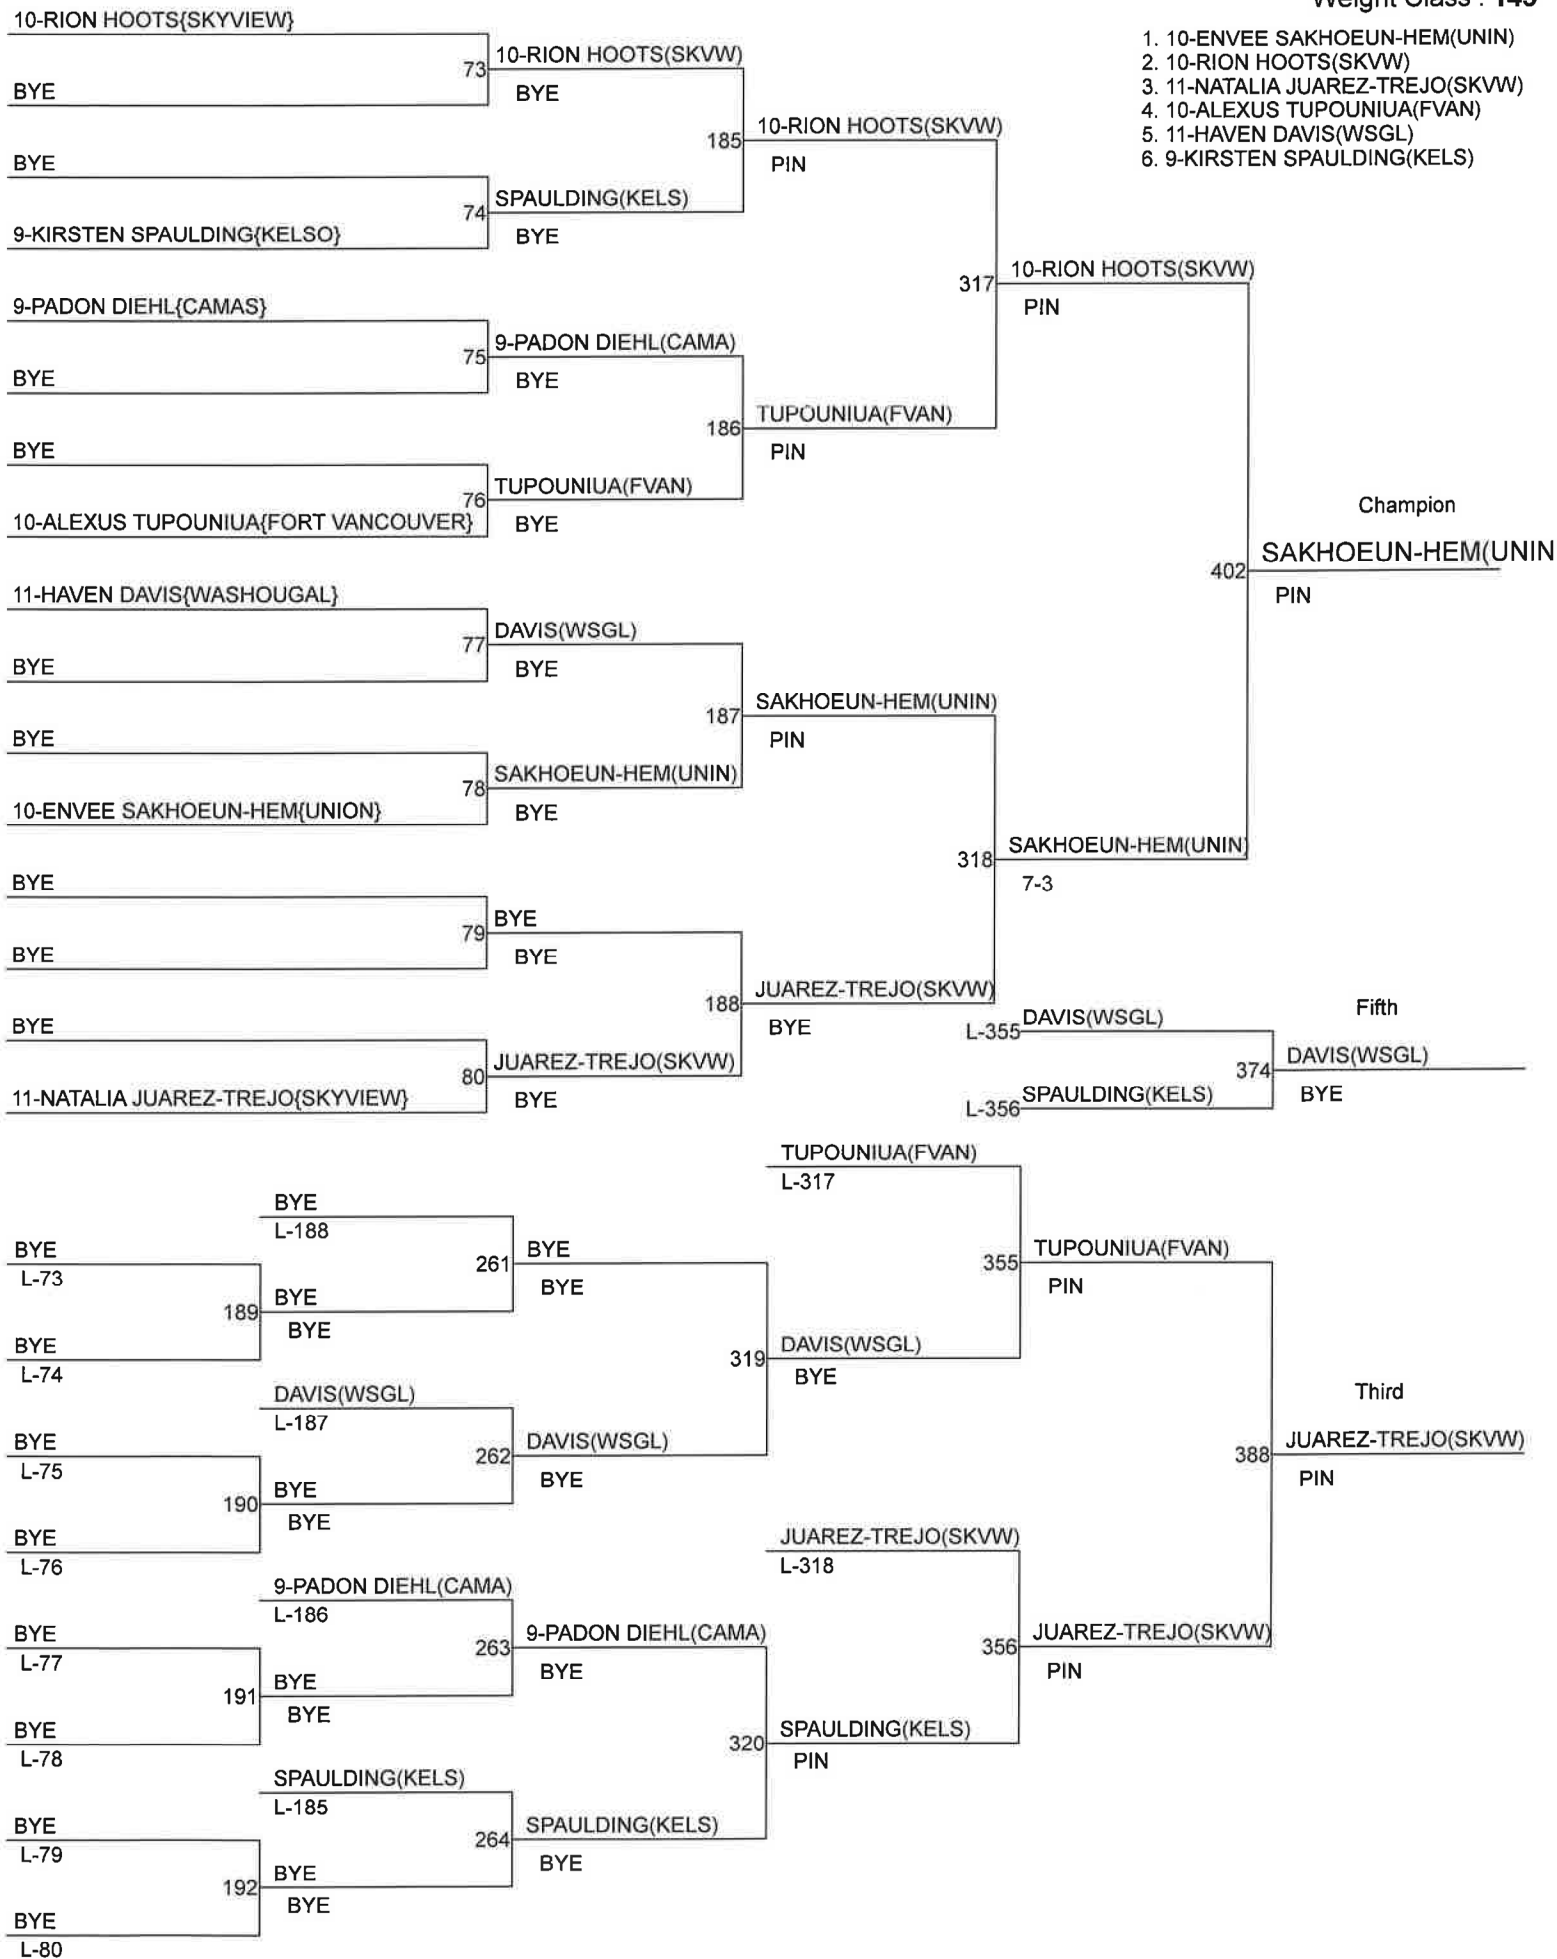 Weight Class :
1. 10-ENVEE SAKHOEUN-HEM(UNIN)
2. 10-RION HOOTS(SKVW)
3. 11-NATALIA JUAREZ-TREJO(SKVW)
4. 10-ALEXUS TUPOUNIUA(FVAN)
5. 11-HAVEN DAVIS(WSGL)
6. 9-KIRSTEN SPAULDING(KELS)
10-RION HOOTS{SKYVIEW}
73 10-RION HOOTS(SKVW)
BYE
BYE
185 10-RION HOOTS(SKVW)
PIN
BYE
74 SPAULDING(KELS)
BYE
9-KIRSTEN SPAULDING{KELSO}
317 10-RION HOOTS(SKVW)
PIN
9-PADON DIEHL{CAMAS}
75 9-PADON DIEHL(CAMA)
BYE
BYE
186 TUPOUNIUA(FVAN)
PIN
BYE
76 TUPOUNIUA(FVAN)
BYE
10-ALEXUS TUPOUNIUA{FORT VANCOUVER}
Champion
402 SAKHOEUN-HEM(UNIN
PIN
11-HAVEN DAVIS{WASHOUGAL}
77 DAVIS(WSGL)
BYE
BYE
187 SAKHOEUN-HEM(UNIN)
PIN
BYE
78 SAKHOEUN-HEM(UNIN)
BYE
10-ENVEE SAKHOEUN-HEM{UNION}
318 SAKHOEUN-HEM(UNIN)
7-3
BYE
79 BYE
BYE
BYE
188 JUAREZ-TREJO(SKVW)
BYE
BYE
80 JUAREZ-TREJO(SKVW)
BYE
11-NATALIA JUAREZ-TREJO{SKYVIEW}
Fifth
L-355 DAVIS(WSGL)
374 DAVIS(WSGL)
BYE
L-356 SPAULDING(KELS)
TUPOUNIUA(FVAN)
L-317
BYE
L-188
BYE
L-73
261 BYE
BYE
355 TUPOUNIUA(FVAN)
PIN
189 BYE
BYE
BYE
L-74
319 DAVIS(WSGL)
BYE
DAVIS(WSGL)
L-187
Third
BYE
L-75
262 DAVIS(WSGL)
BYE
388 JUAREZ-TREJO(SKVW)
PIN
190 BYE
BYE
BYE
L-76
JUAREZ-TREJO(SKVW)
L-318
9-PADON DIEHL(CAMA)
L-186
BYE
L-77
263 9-PADON DIEHL(CAMA)
BYE
356 JUAREZ-TREJO(SKVW)
PIN
191 BYE
BYE
BYE
L-78
320 SPAULDING(KELS)
PIN
SPAULDING(KELS)
L-185
BYE
L-79
264 SPAULDING(KELS)
BYE
192 BYE
BYE
BYE
L-80